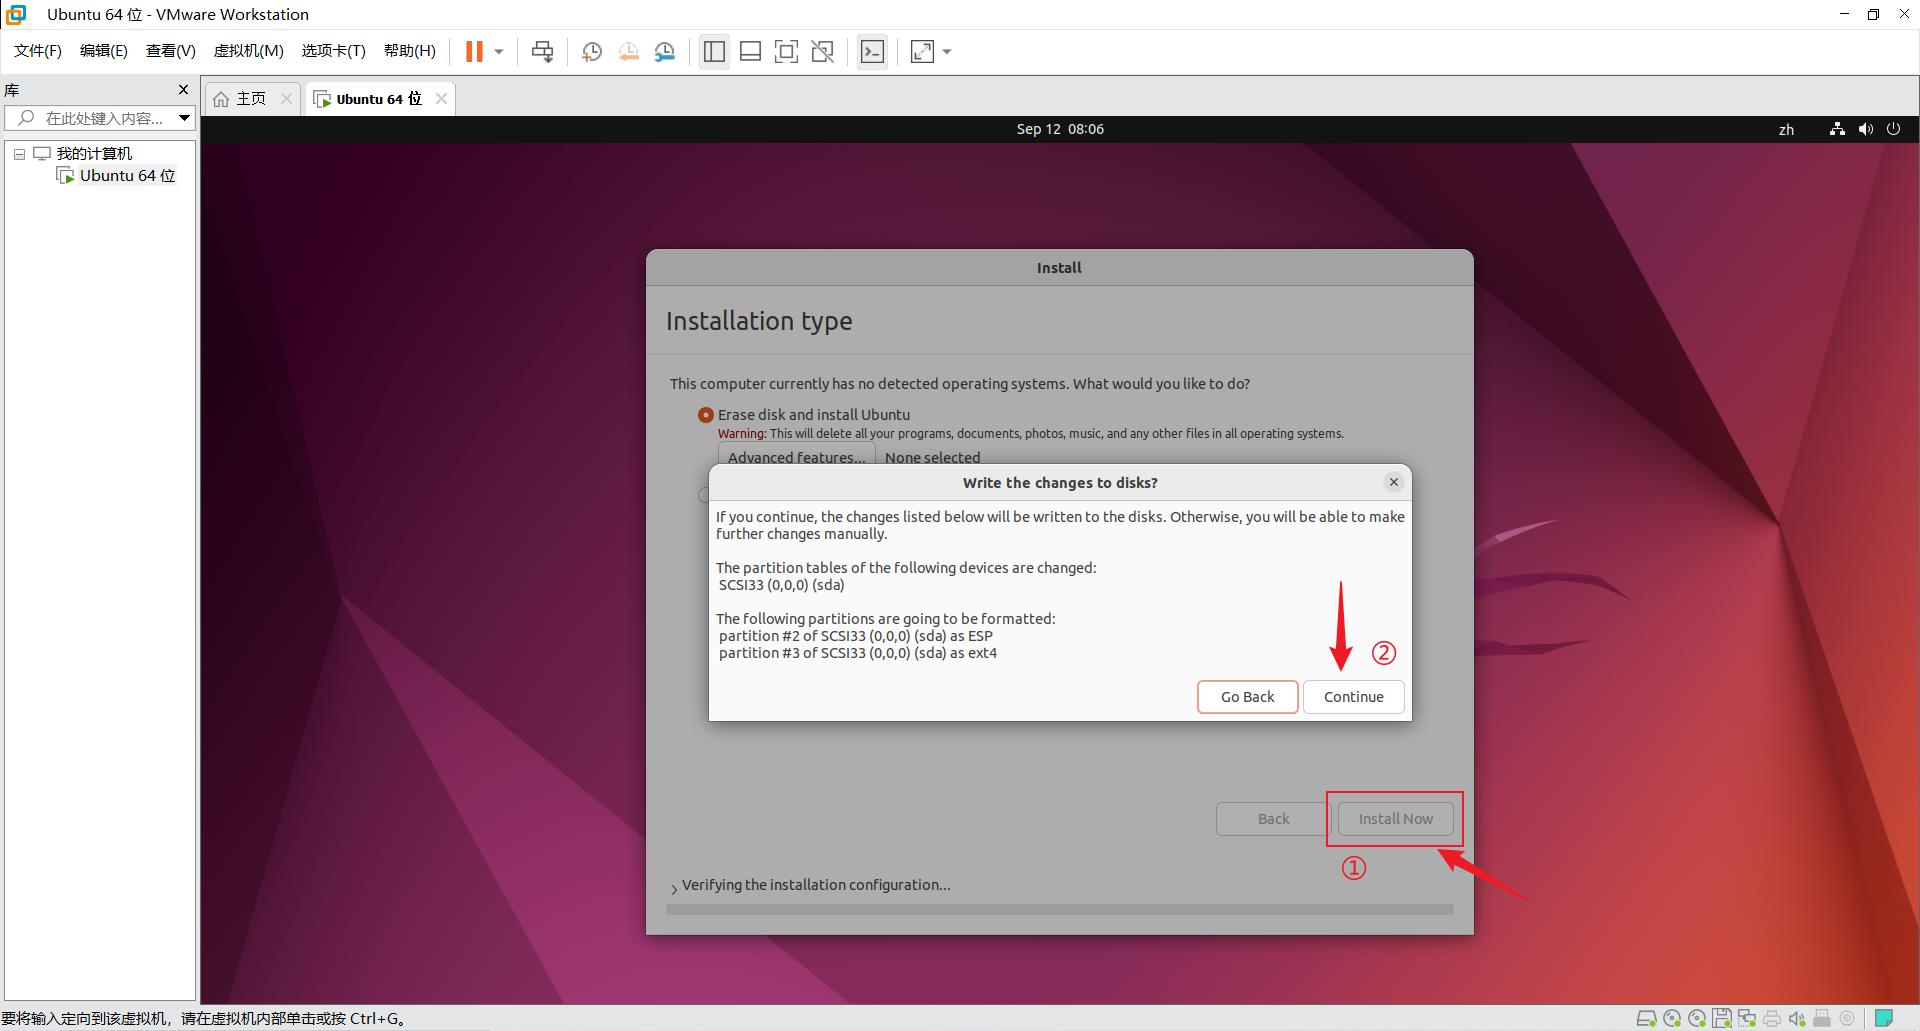 Ubuntu 64 位 - VMware Workstation
文件(F) 编辑(E) 查看(V) 虚拟机(M) 选项卡(T) 帮助(H)
库
在此处键入内容...
我的计算机
Ubuntu 64 位
主页
Ubuntu 64 位
Sep 12 08:06
zh
Install
Installation type
This computer currently has no detected operating systems. What would you like to do?
Erase disk and install Ubuntu
Warning: This will delete all your programs, documents, photos, music, and any other files in all operating systems.
Advanced features... None selected
Write the changes to disks?
If you continue, the changes listed below will be written to the disks. Otherwise, you will be able to make
further changes manually.
The partition tables of the following devices are changed:
SCSI33 (0,0,0) (sda)
The following partitions are going to be formatted:
partition #2 of SCSI33 (0,0,0) (sda) as ESP
partition #3 of SCSI33 (0,0,0) (sda) as ext4
②
Go Back Continue
Back Install Now
①
Verifying the installation configuration...
要将输入定向到该虚拟机，请在虚拟机内部单击或按 Ctrl+G。